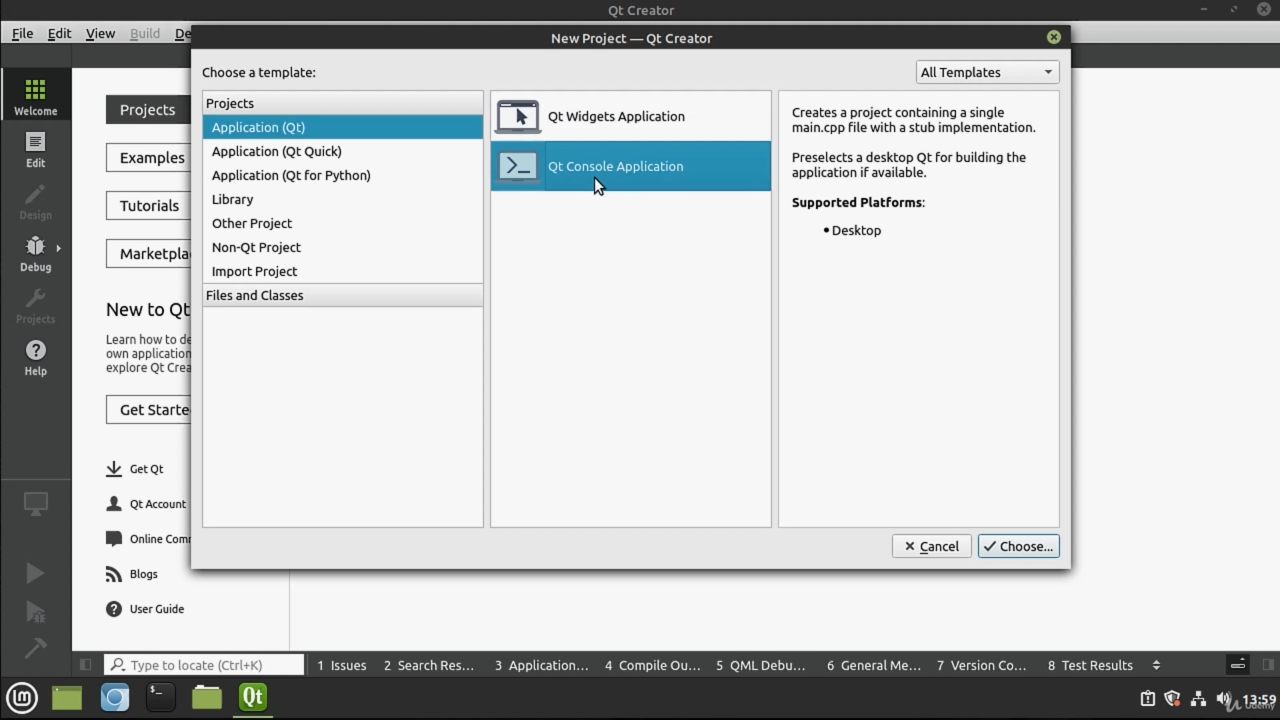 Qt Creator
File Edit View Build De
New Project — Qt Creator
Choose a template:
All Templates
Projects
Application (Qt)
Application (Qt Quick)
Application (Qt for Python)
Library
Other Project
Non-Qt Project
Import Project
Files and Classes
Qt Widgets Application
Qt Console Application
Creates a project containing a single
main.cpp file with a stub implementation.
Preselects a desktop Qt for building the
application if available.
Supported Platforms:
• Desktop
Cancel
Choose...
Welcome
Edit
Design
Debug
Projects
Help
Projects
Examples
Tutorials
Marketpla
New to Qt
Learn how to de
own application
explore Qt Crea
Get Starte
Get Qt
Qt Account
Online Com
Blogs
User Guide
Type to locate (Ctrl+K)
1 Issues
2 Search Res...
3 Application...
4 Compile Ou...
5 QML Debu...
6 General Me...
7 Version Co...
8 Test Results
Qt
13:59
Udemy